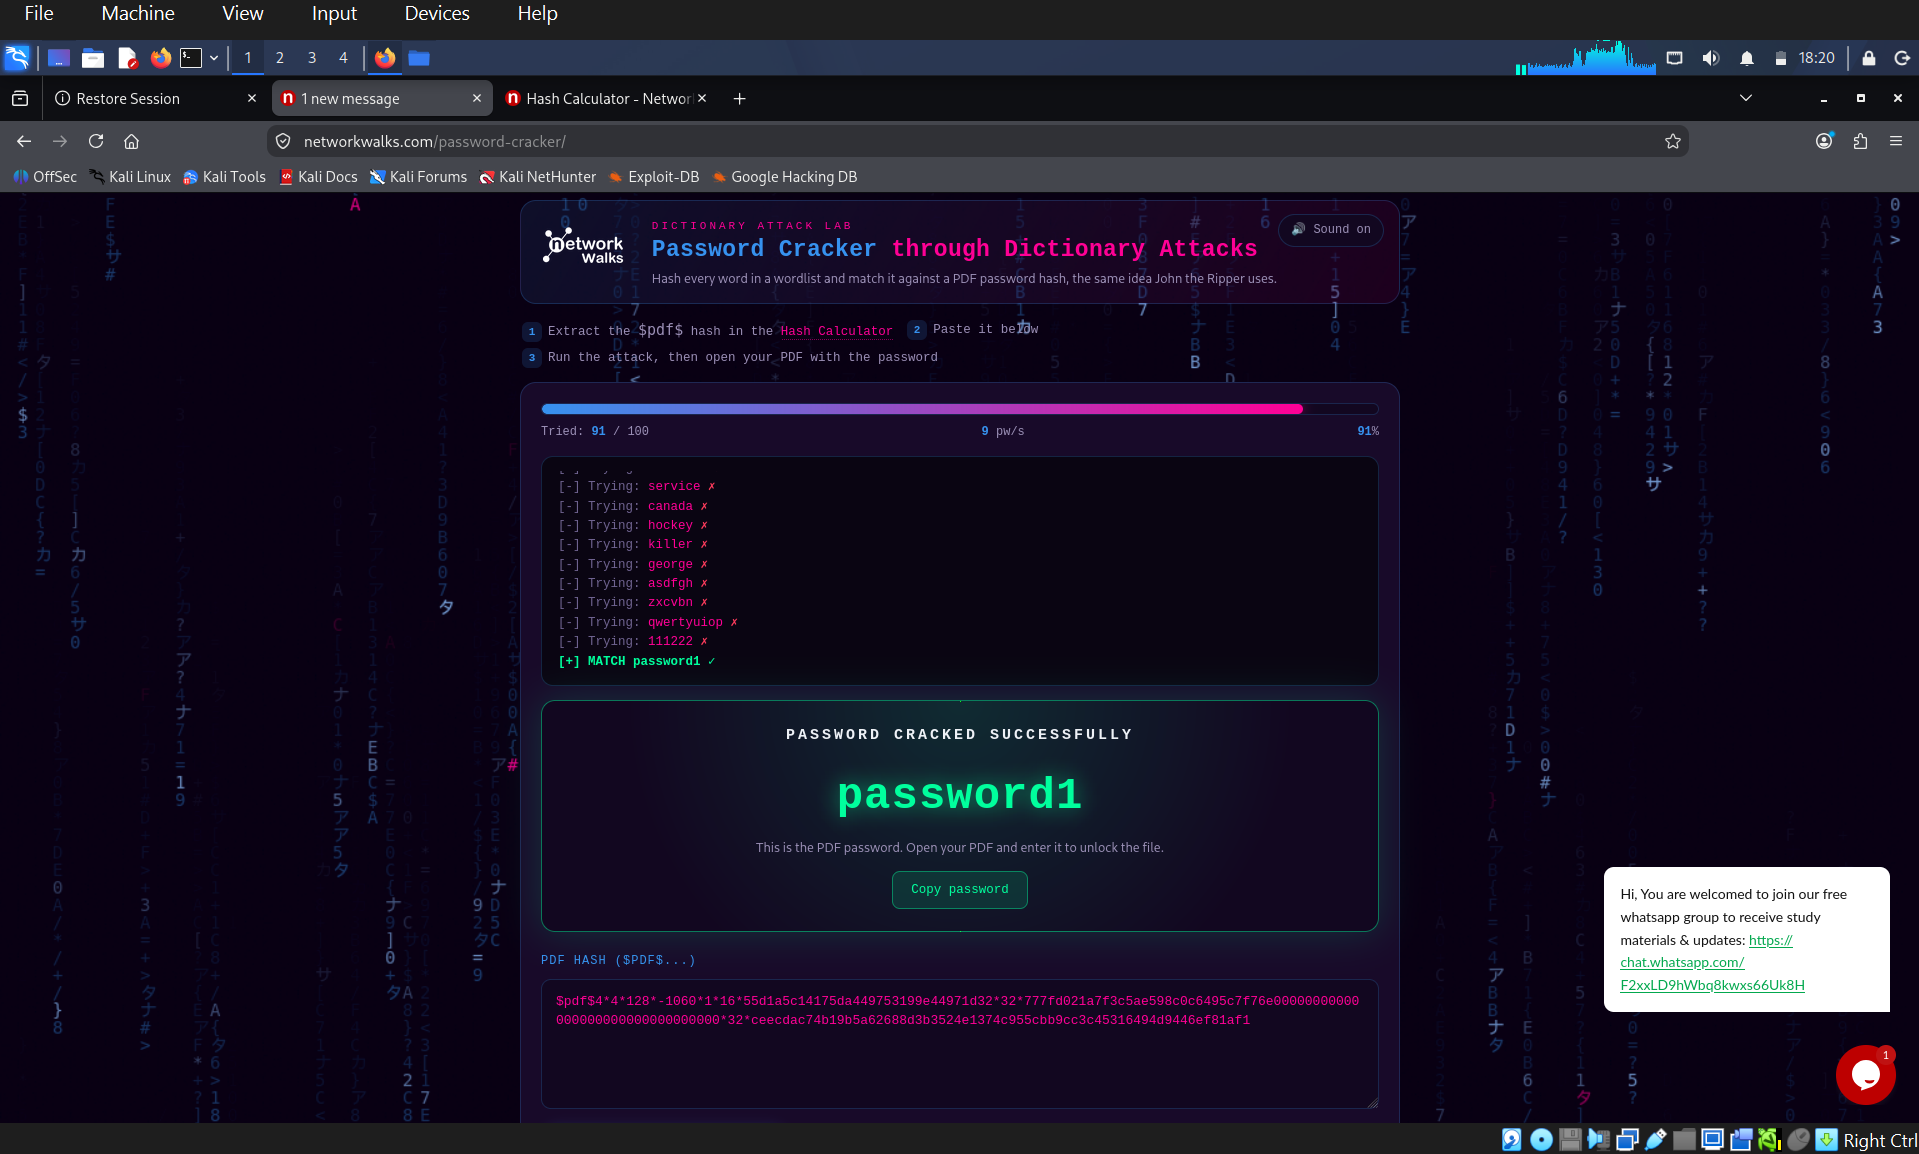 File Machine View Input Devices Help
1 2 3 4 18:20
Restore Session 1 new message Hash Calculator - Networ
networkwalks.com/password-cracker/
OffSec Kali Linux Kali Tools Kali Docs Kali Forums Kali NetHunter Exploit-DB Google Hacking DB
network Walks
DICTIONARY ATTACK LAB
Password Cracker through Dictionary Attacks
Sound on
Hash every word in a wordlist and match it against a PDF password hash, the same idea John the Ripper uses.
1 Extract the $pdf$ hash in the Hash Calculator 2 Paste it below
3 Run the attack, then open your PDF with the password
Tried: 91 / 100 9 pw/s 91%
[-] Trying: service ✗
[-] Trying: canada ✗
[-] Trying: hockey ✗
[-] Trying: killer ✗
[-] Trying: george ✗
[-] Trying: asdfgh ✗
[-] Trying: zxcvbn ✗
[-] Trying: qwertyuiop ✗
[-] Trying: 111222 ✗
[+] MATCH password1 ✓
PASSWORD CRACKED SUCCESSFULLY
password1
This is the PDF password. Open your PDF and enter it to unlock the file.
Copy password
PDF HASH ($PDF$...)
$pdf$4*4*128*-1060*1*16*55d1a5c14175da449753199e44971d32*32*777fd021a7f3c5ae598c0c6495c7f76e000000000000
0000000000000000000000*32*ceecdac74b19b5a62688d3b3524e1374c955cbb9cc3c45316494d9446ef81af1
Hi, You are welcomed to join our free
whatsapp group to receive study
materials & updates: https://
chat.whatsapp.com/
F2xxLD9hWbq8kwxs66Uk8H
1
Right Ctrl